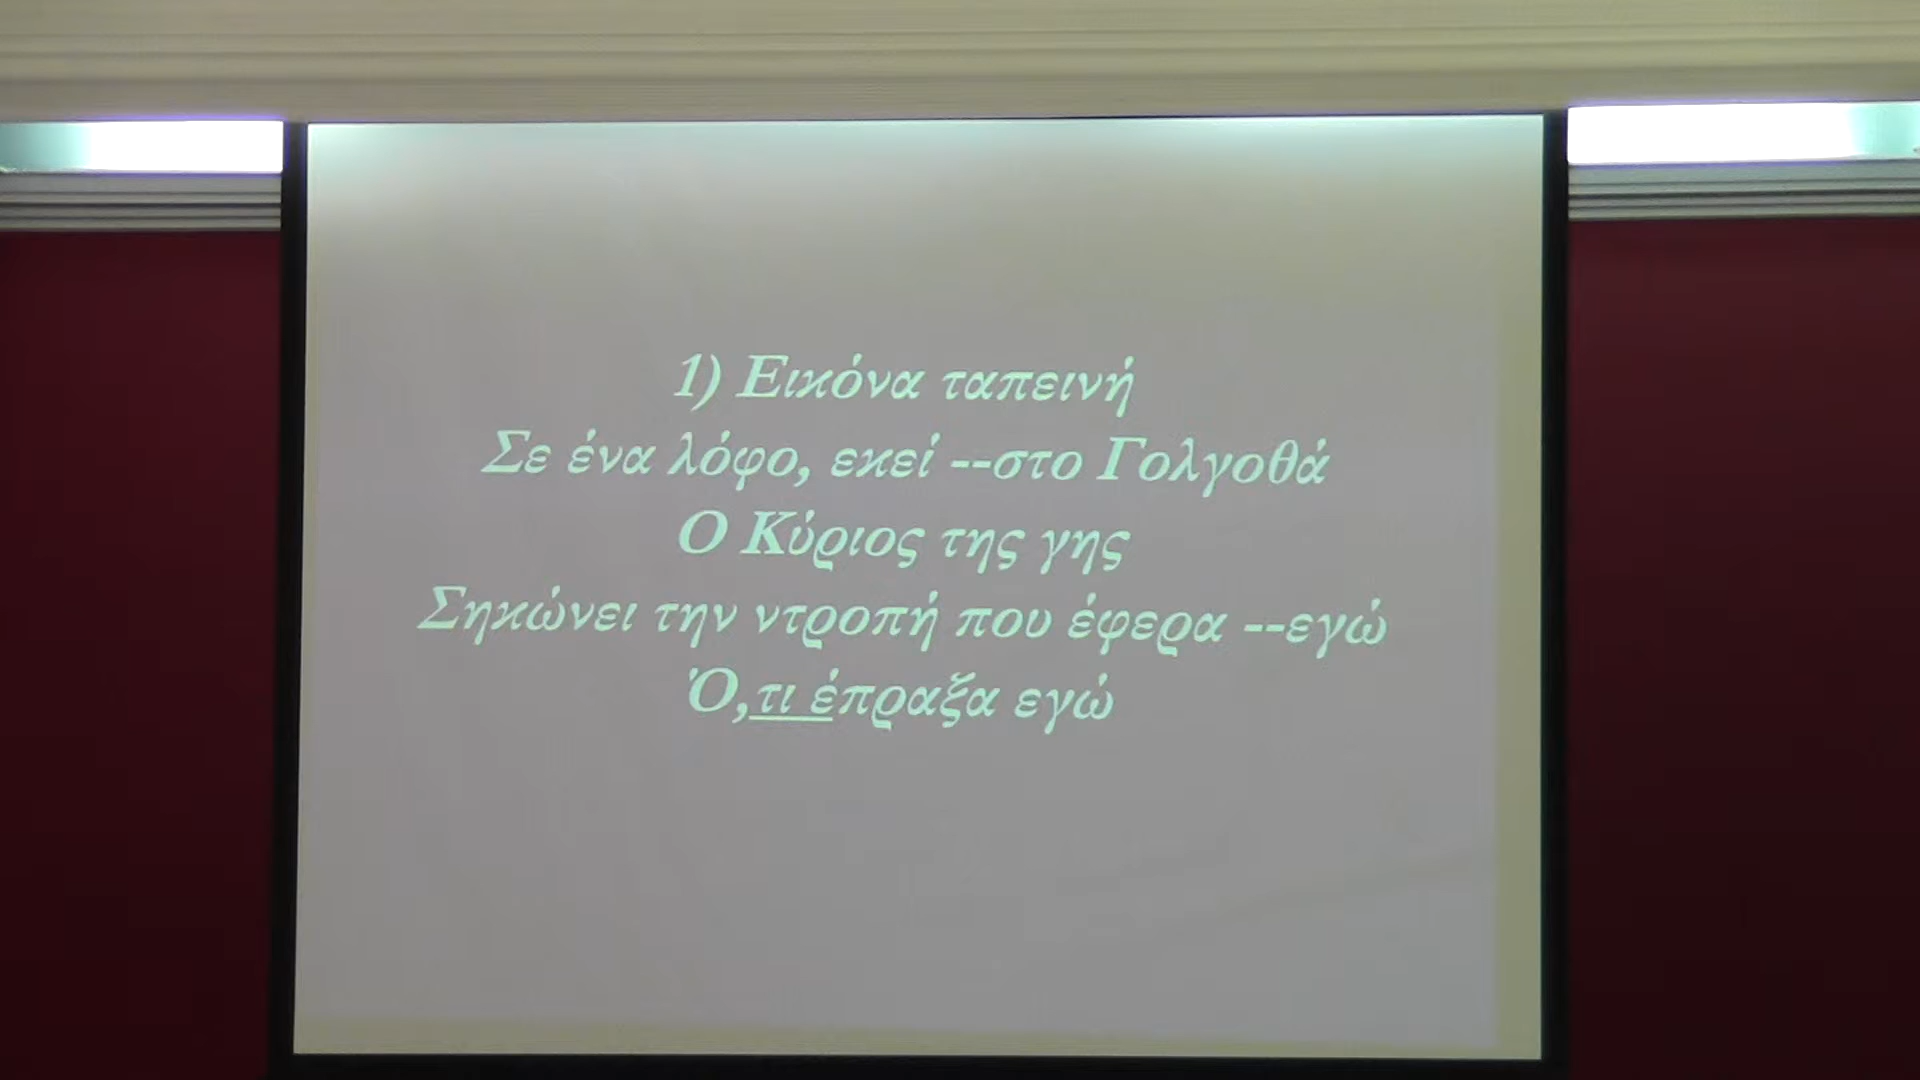 1) Εικόνα ταπεινή
Σε ένα λόφο, εκεί --στο Γολγοθά
Ο Κύριος της γης
Σηκώνει την ντροπή που έφερα --εγώ
Ό,τι έπραξα εγώ